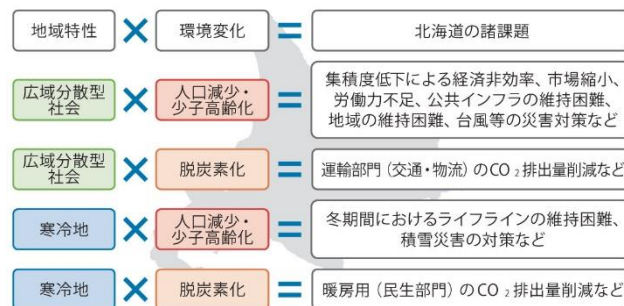 地域特性 × 環境変化 = 北海道の諸課題
広域分散型
社会
×
人口減少・
少子高齢化
=
集積度低下による経済非効率、市場縮小、
労働力不足、公共インフラの維持困難、
地域の維持困難、台風等の災害対策など
広域分散型
社会
×
脱炭素化
=
運輸部門(交通・物流)のCO₂排出量削減など
寒冷地
×
人口減少・
少子高齢化
=
冬期間におけるライフラインの維持困難、
積雪災害の対策など
寒冷地 × 脱炭素化 = 暖房用(民生部門)のCO₂排出量削減など